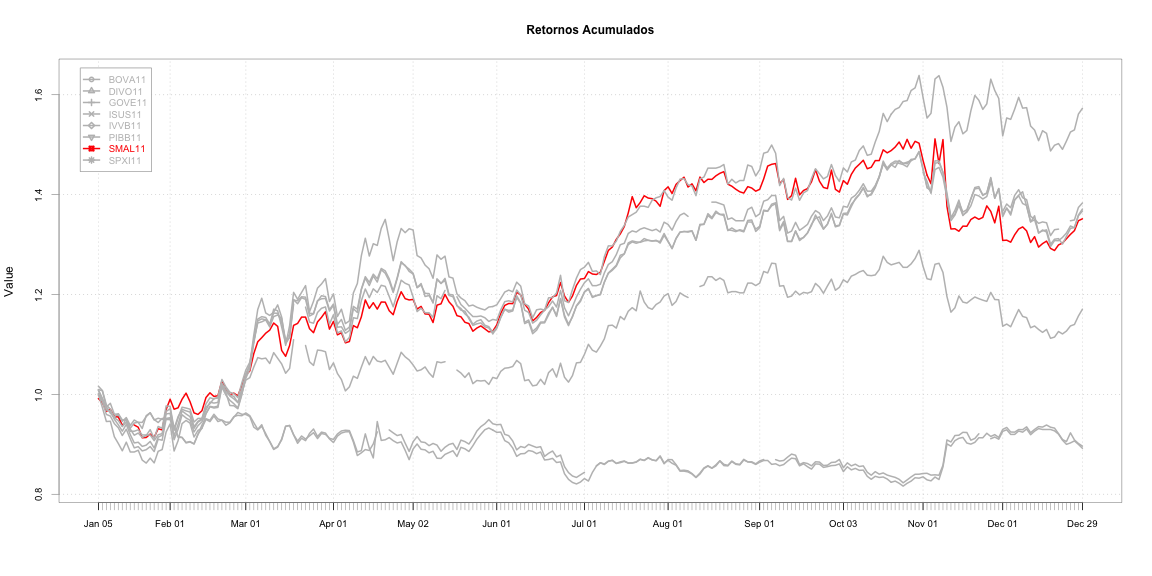 Retornos Acumulados
BOVA11
DIVO11
GOVE11
ISUS11
IVVB11
PIBB11
SMAL11
SPXI11
Value
1.6
1.4
1.2
1.0
0.8
Jan 05 Feb 01 Mar 01 Apr 01 May 02 Jun 01 Jul 01 Aug 01 Sep 01 Oct 03 Nov 01 Dec 01 Dec 29